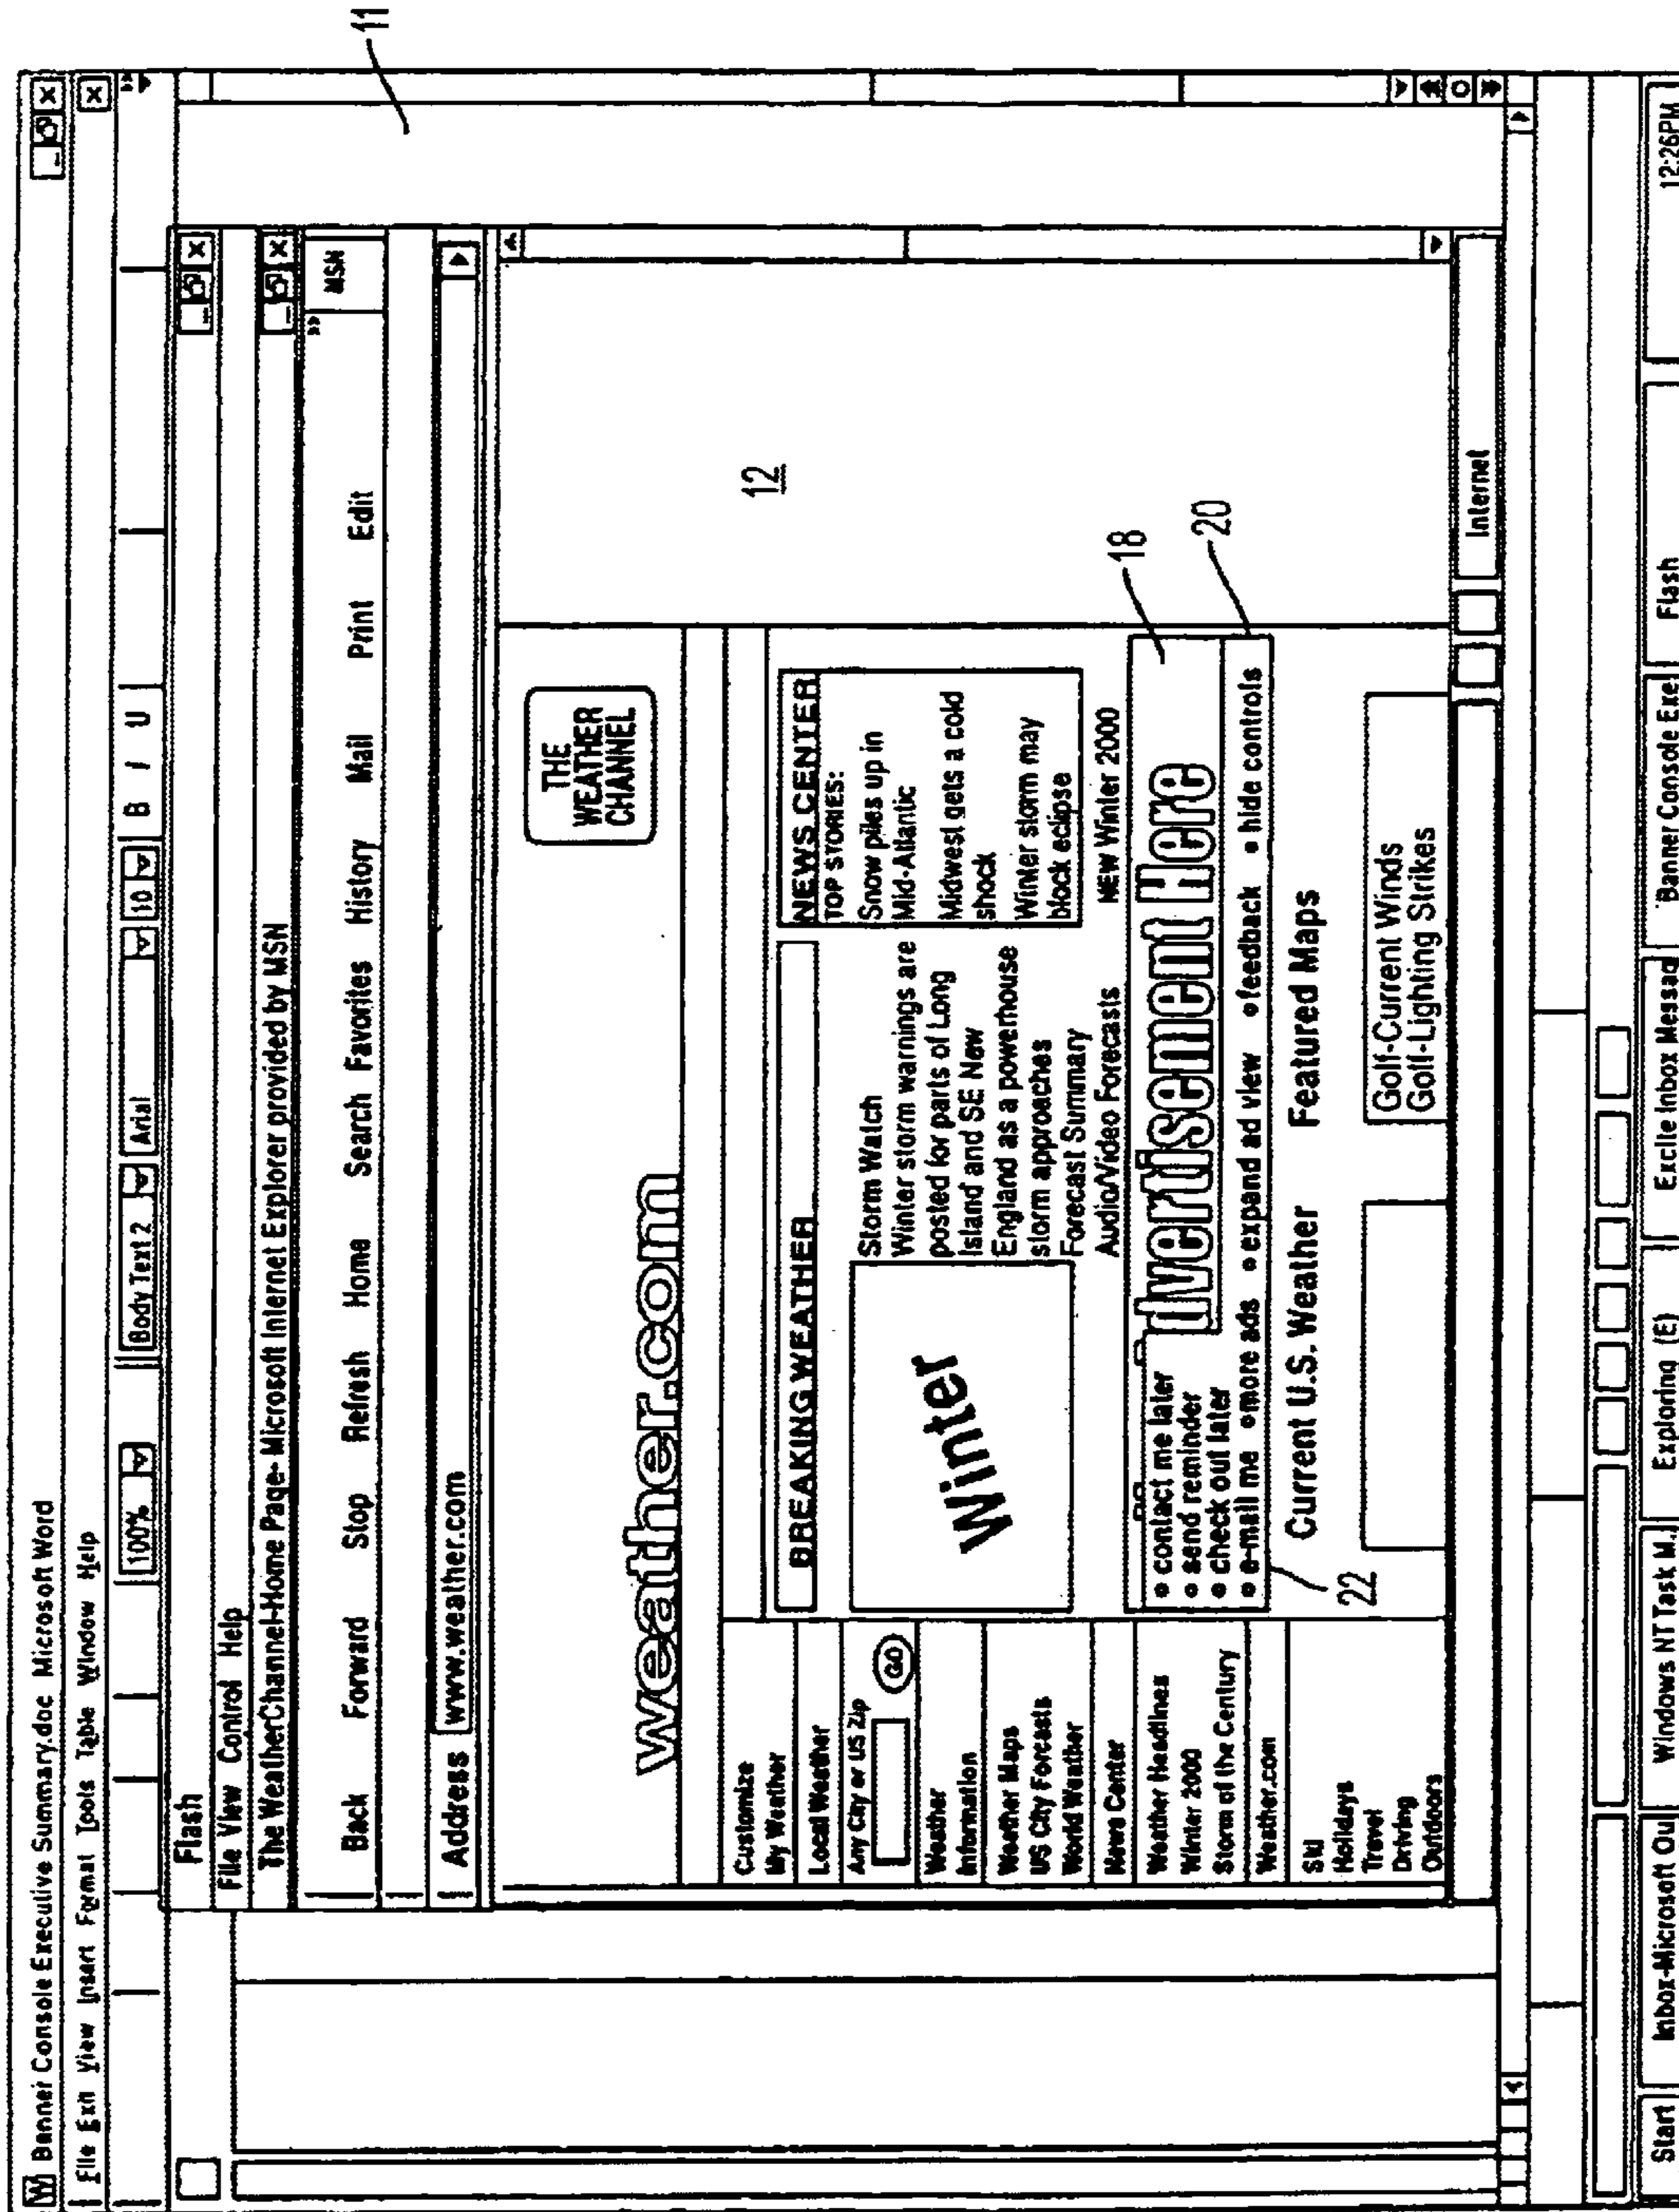 W Banner Console Executive Summary.doc Microsoft Word
File Exit View Insert Format Tools Table Window Help
100% Body Text 2 Arial 10 B / U
Flash
File View Control Help
The WeatherChannel-Home Page- Microsoft Internet Explorer provided by MSN
Back Forward Stop Refresh Home Search Favorites History Mail Print Edit
MSN
Address www.weather.com
11
weather.com
THE
WEATHER
CHANNEL
12
Customize
My Weather
Local Weather
Any City or US Zip
GO
Weather
Information
Weather Maps
US City Forcasts
World Weather
News Center
Weather Headlines
Winter 2000
Storm of the Century
Weather.com
Ski
Holidays
Travel
Driving
Outdoors
BREAKING WEATHER
Winter
Storm Watch
Winter storm warnings are
posted for parts of Long
Island and SE New
England as a powerhouse
storm approaches
Forecast Summary
Audio/Video Forecasts
NEW Winter 2000
NEWS CENTER
TOP STORIES:
Snow piles up in
Mid-Atlantic
Midwest gets a cold
shock
Winter storm may
block eclipse
dvertisement Here
18
• contact me later
• send reminder
• check out later
• e-mail me • more ads • expand ad view • feedback • hide controls
20
22
Current U.S. Weather Featured Maps
Golf-Current Winds
Golf-Lighting Strikes
Internet
Start Inbox-Microsoft Ou Windows NT Task M. Exploring (E) Excite Inbox Messag Banner Console Exe Flash 12:26PM